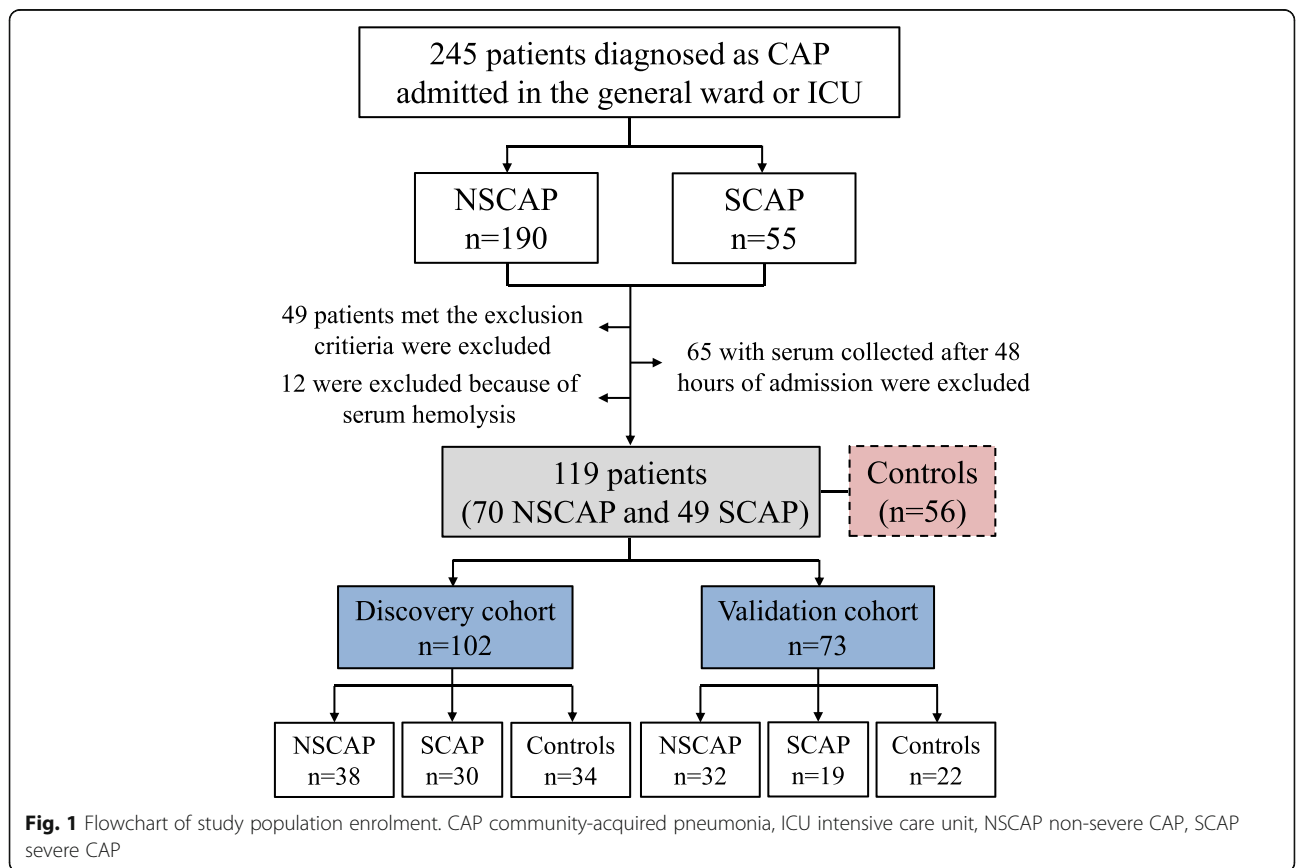 245 patients diagnosed as CAP
admitted in the general ward or ICU
NSCAP
n=190
SCAP
n=55
49 patients met the exclusion
critieria were excluded
65 with serum collected after 48
hours of admission were excluded
12 were excluded because of
serum hemolysis
119 patients
(70 NSCAP and 49 SCAP)
Controls
(n=56)
Discovery cohort
n=102
Validation cohort
n=73
NSCAP
n=38
SCAP
n=30
Controls
n=34
NSCAP
n=32
SCAP
n=19
Controls
n=22
Fig. 1 Flowchart of study population enrolment. CAP community-acquired pneumonia, ICU intensive care unit, NSCAP non-severe CAP, SCAP
severe CAP